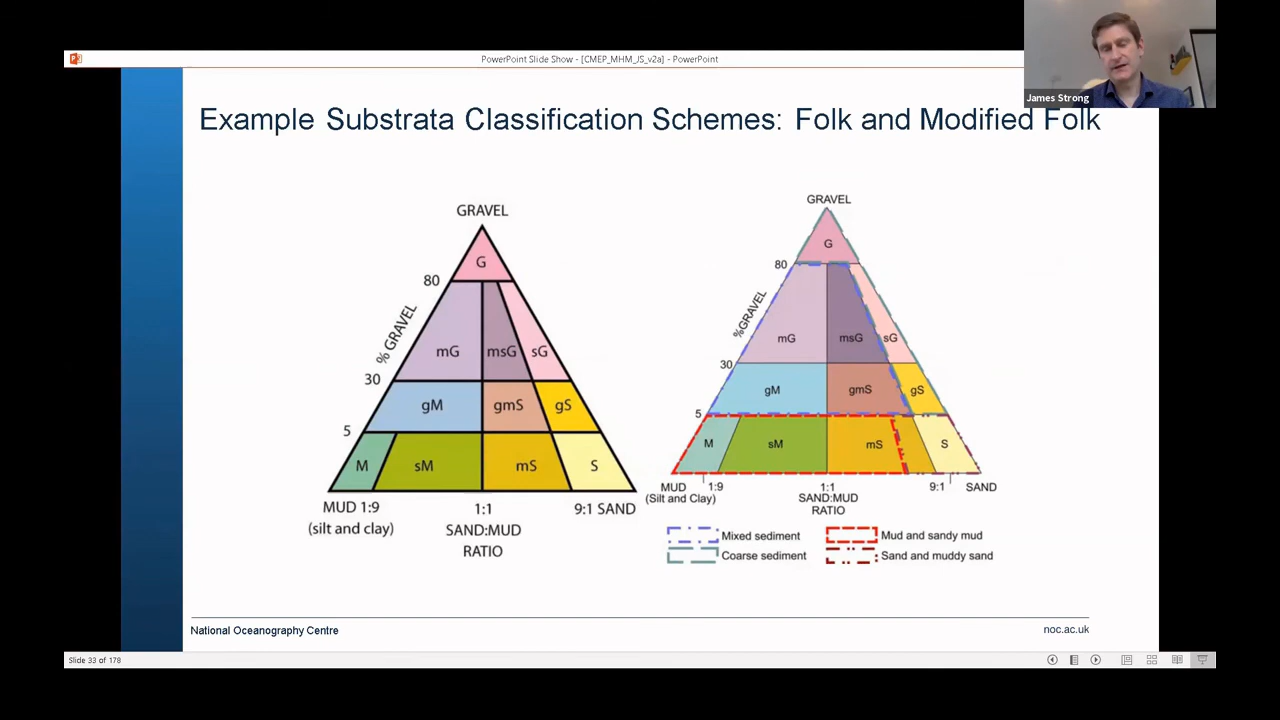 PowerPoint Slide Show - [CMEP_MHM_JS_v2a] - PowerPoint
James Strong
Example Substrata Classification Schemes: Folk and Modified Folk
GRAVEL
G
80
% GRAVEL
mG
msG
sG
30
gM
gmS
gS
5
M
sM
mS
S
MUD 1:9
(silt and clay)
1:1
SAND:MUD
RATIO
9:1 SAND
GRAVEL
G
80
%GRAVEL
mG
msG
sG
30
gM
gmS
gS
5
M
sM
mS
S
MUD
(Silt and Clay)
1:9
1:1
SAND:MUD
RATIO
9:1
SAND
Mixed sediment
Coarse sediment
Mud and sandy mud
Sand and muddy sand
National Oceanography Centre
noc.ac.uk
Slide 33 of 178